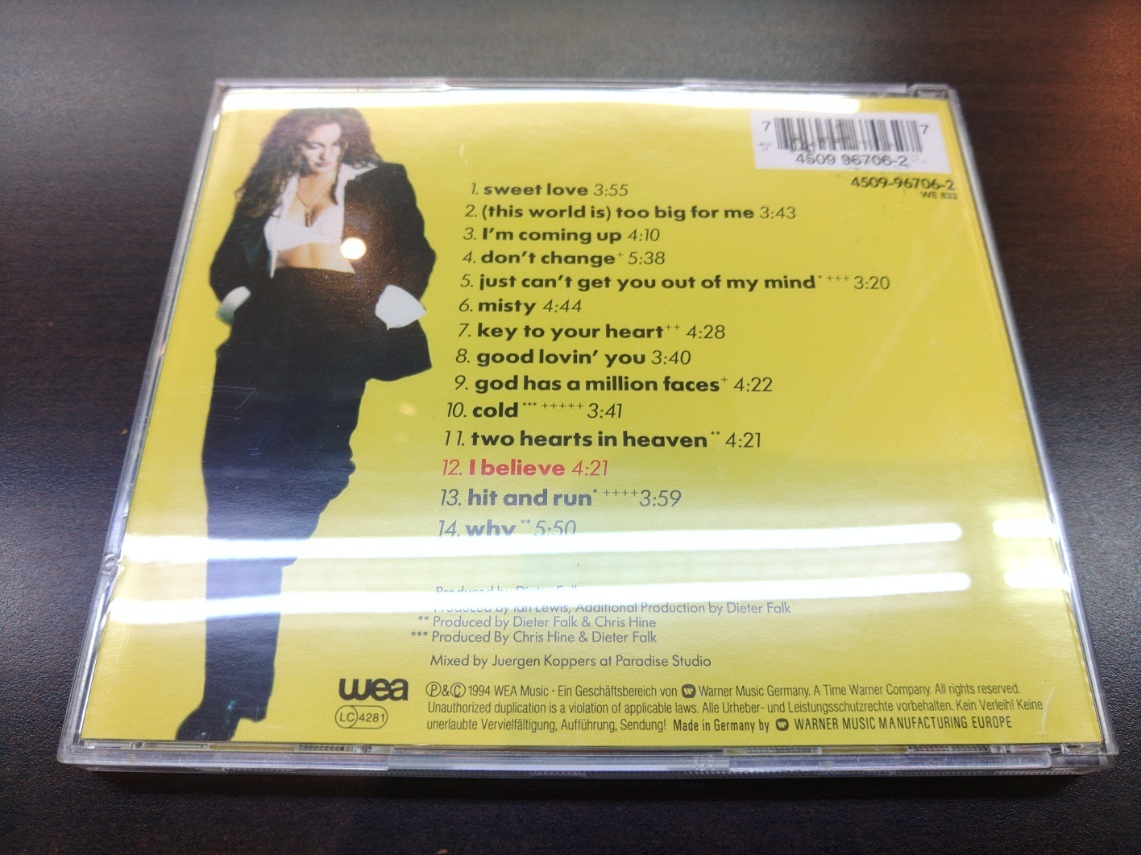 7 4509 96706-2 7
4509-96706-2
WE 833
1. sweet love 3:55
2. (this world is) too big for me 3:43
3. I'm coming up 4:10
4. don't change+ 5:38
5. just can't get you out of my mind* +++ 3:20
6. misty 4:44
7. key to your heart++ 4:28
8. good lovin' you 3:40
9. god has a million faces+ 4:22
10. cold*** +++++ 3:41
11. two hearts in heaven** 4:21
12. I believe 4:21
13. hit and run* ++++ 3:59
14. why** 5:50
Produced by Dieter Falk
Produced by Ian Lewis, Additional Production by Dieter Falk
** Produced by Dieter Falk & Chris Hine
*** Produced By Chris Hine & Dieter Falk
Mixed by Juergen Koppers at Paradise Studio
wea
LC 4281
Ⓟ&Ⓒ 1994 WEA Music · Ein Geschäftsbereich von Warner Music Germany. A Time Warner Company. All rights reserved.
Unauthorized duplication is a violation of applicable laws. Alle Urheber- und Leistungsschutzrechte vorbehalten. Kein Verleih! Keine
unerlaubte Vervielfältigung, Aufführung, Sendung! Made in Germany by WARNER MUSIC MANUFACTURING EUROPE